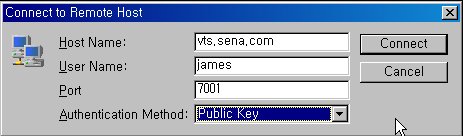 Connect to Remote Host
Host Name: vts.sena.com
Connect
User Name: james
Cancel
Port 7001
Authentication Method: Public Key